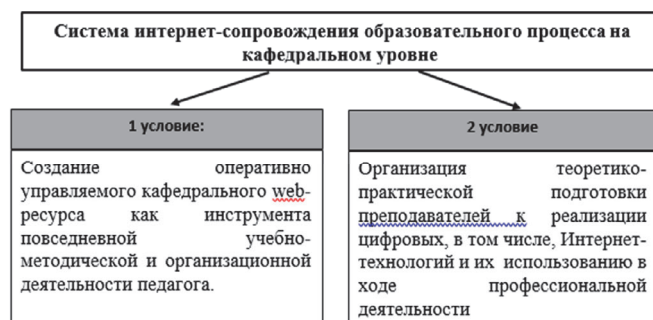 Система интернет-сопровождения образовательного процесса на
кафедральном уровне
1 условие:
Создание оперативно
управляемого кафедрального web-
ресурса как инструмента
повседневной учебно-
методической и организационной
деятельности педагога.
2 условие
Организация теоретико-
практической подготовки
преподавателей к реализации
цифровых, в том числе, Интернет-
технологий и их использованию в
ходе профессиональной
деятельности